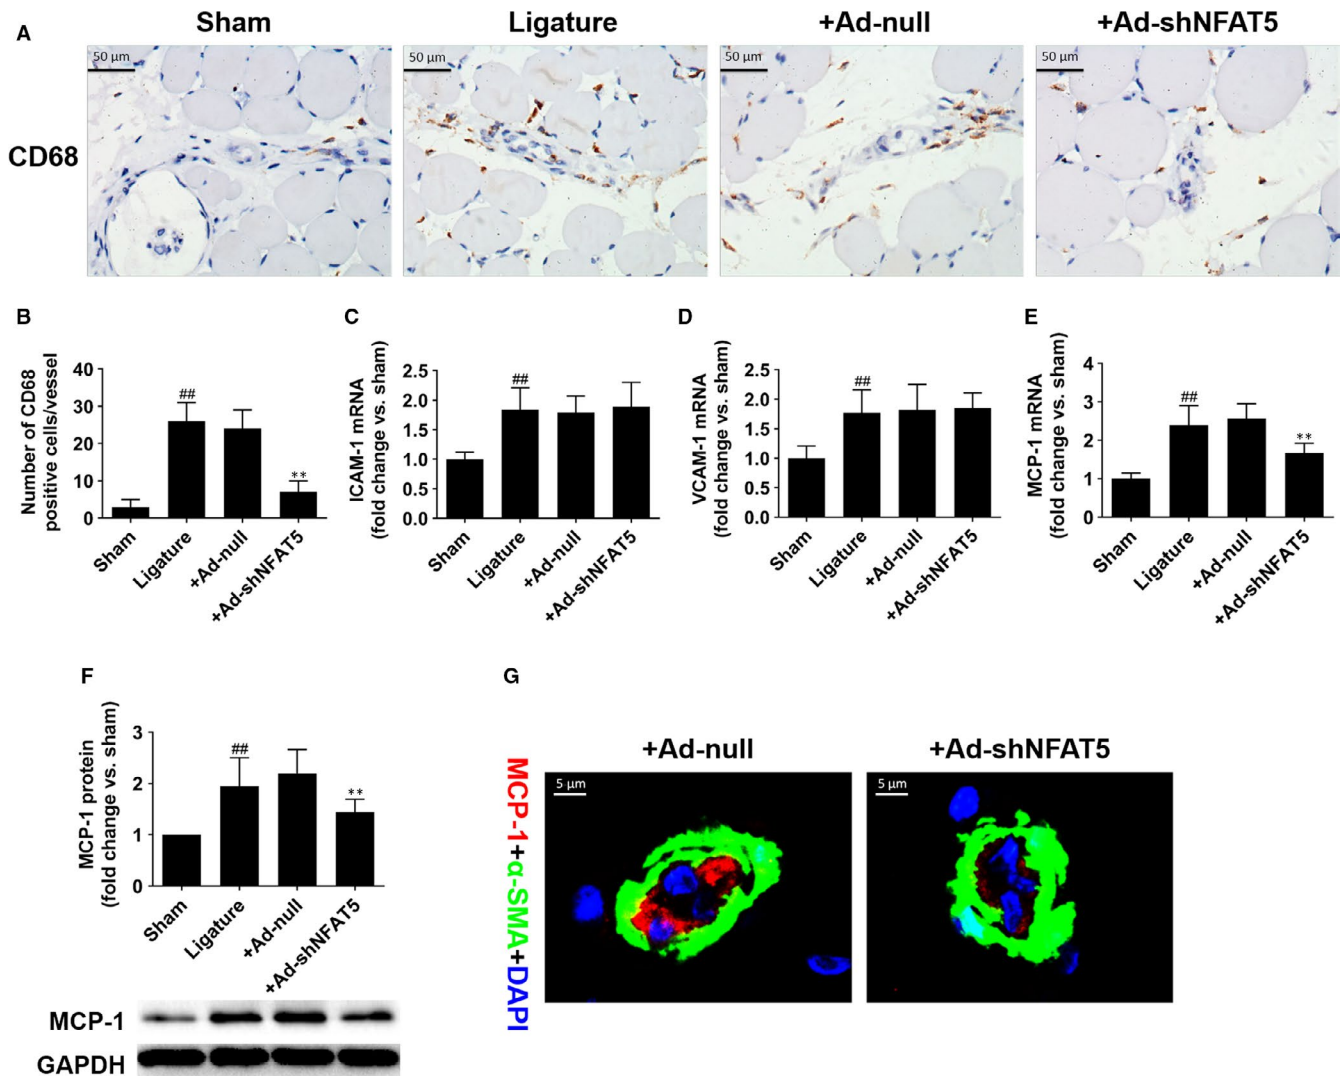 A
Sham
Ligature
+Ad-null
+Ad-shNFAT5
50 μm
50 μm
50 μm
50 μm
CD68
B
Number of CD68
positive cells/vessel
40
30
20
10
0
##
**
Sham
Ligature
+Ad-null
+Ad-shNFAT5
C
ICAM-1 mRNA
(fold change vs. sham)
2.5
2.0
1.5
1.0
0.5
0.0
##
Sham
Ligature
+Ad-null
+Ad-shNFAT5
D
VCAM-1 mRNA
(fold change vs. sham)
2.5
2.0
1.5
1.0
0.5
0.0
##
Sham
Ligature
+Ad-null
+Ad-shNFAT5
E
MCP-1 mRNA
(fold change vs. sham)
4
3
2
1
0
##
**
Sham
Ligature
+Ad-null
+Ad-shNFAT5
F
MCP-1 protein
(fold change vs. sham)
3
2
1
0
##
**
Sham
Ligature
+Ad-null
+Ad-shNFAT5
MCP-1
GAPDH
G
+Ad-null
+Ad-shNFAT5
MCP-1+α-SMA+DAPI
5 μm
5 μm